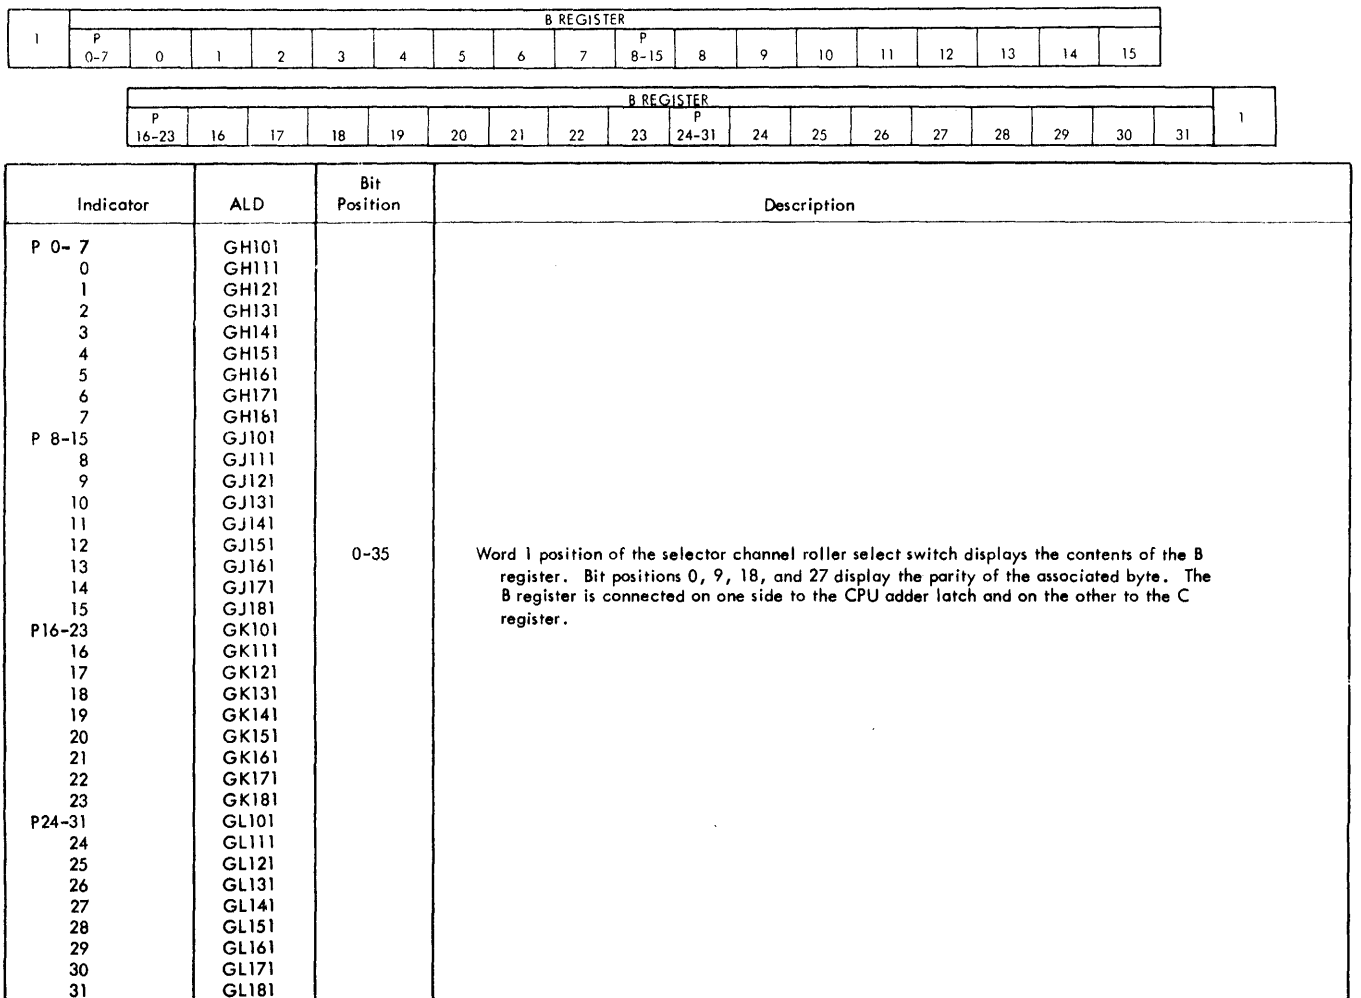 B REGISTER
1 P 0-7 0 1 2 3 4 5 6 7 P 8-15 8 9 10 11 12 13 14 15
B REGISTER
P 16-23 16 17 18 19 20 21 22 23 P 24-31 24 25 26 27 28 29 30 31 1
Indicator ALD Bit Position Description
P 0- 7 GH101
0 GH111
1 GH121
2 GH131
3 GH141
4 GH151
5 GH161
6 GH171
7 GH181
P 8-15 GJ101
8 GJ111
9 GJ121
10 GJ131
11 GJ141
12 GJ151 0-35 Word 1 position of the selector channel roller select switch displays the contents of the B
13 GJ161 register. Bit positions 0, 9, 18, and 27 display the parity of the associated byte. The
14 GJ171 B register is connected on one side to the CPU adder latch and on the other to the C
15 GJ181 register.
P16-23 GK101
16 GK111
17 GK121
18 GK131
19 GK141
20 GK151
21 GK161
22 GK171
23 GK181
P24-31 GL101
24 GL111
25 GL121
26 GL131
27 GL141
28 GL151
29 GL161
30 GL171
31 GL181